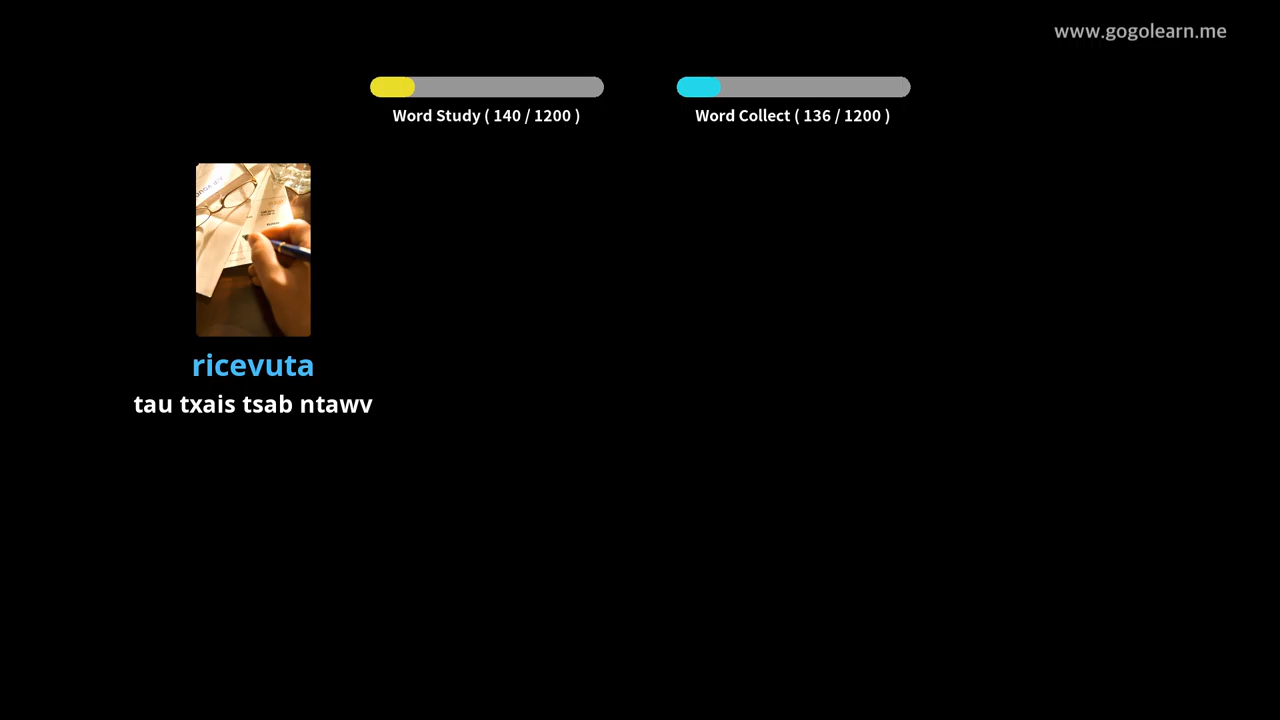 www.gogolearn.me
Word Study ( 140 / 1200 )
Word Collect ( 136 / 1200 )
ricevuta
tau txais tsab ntawv